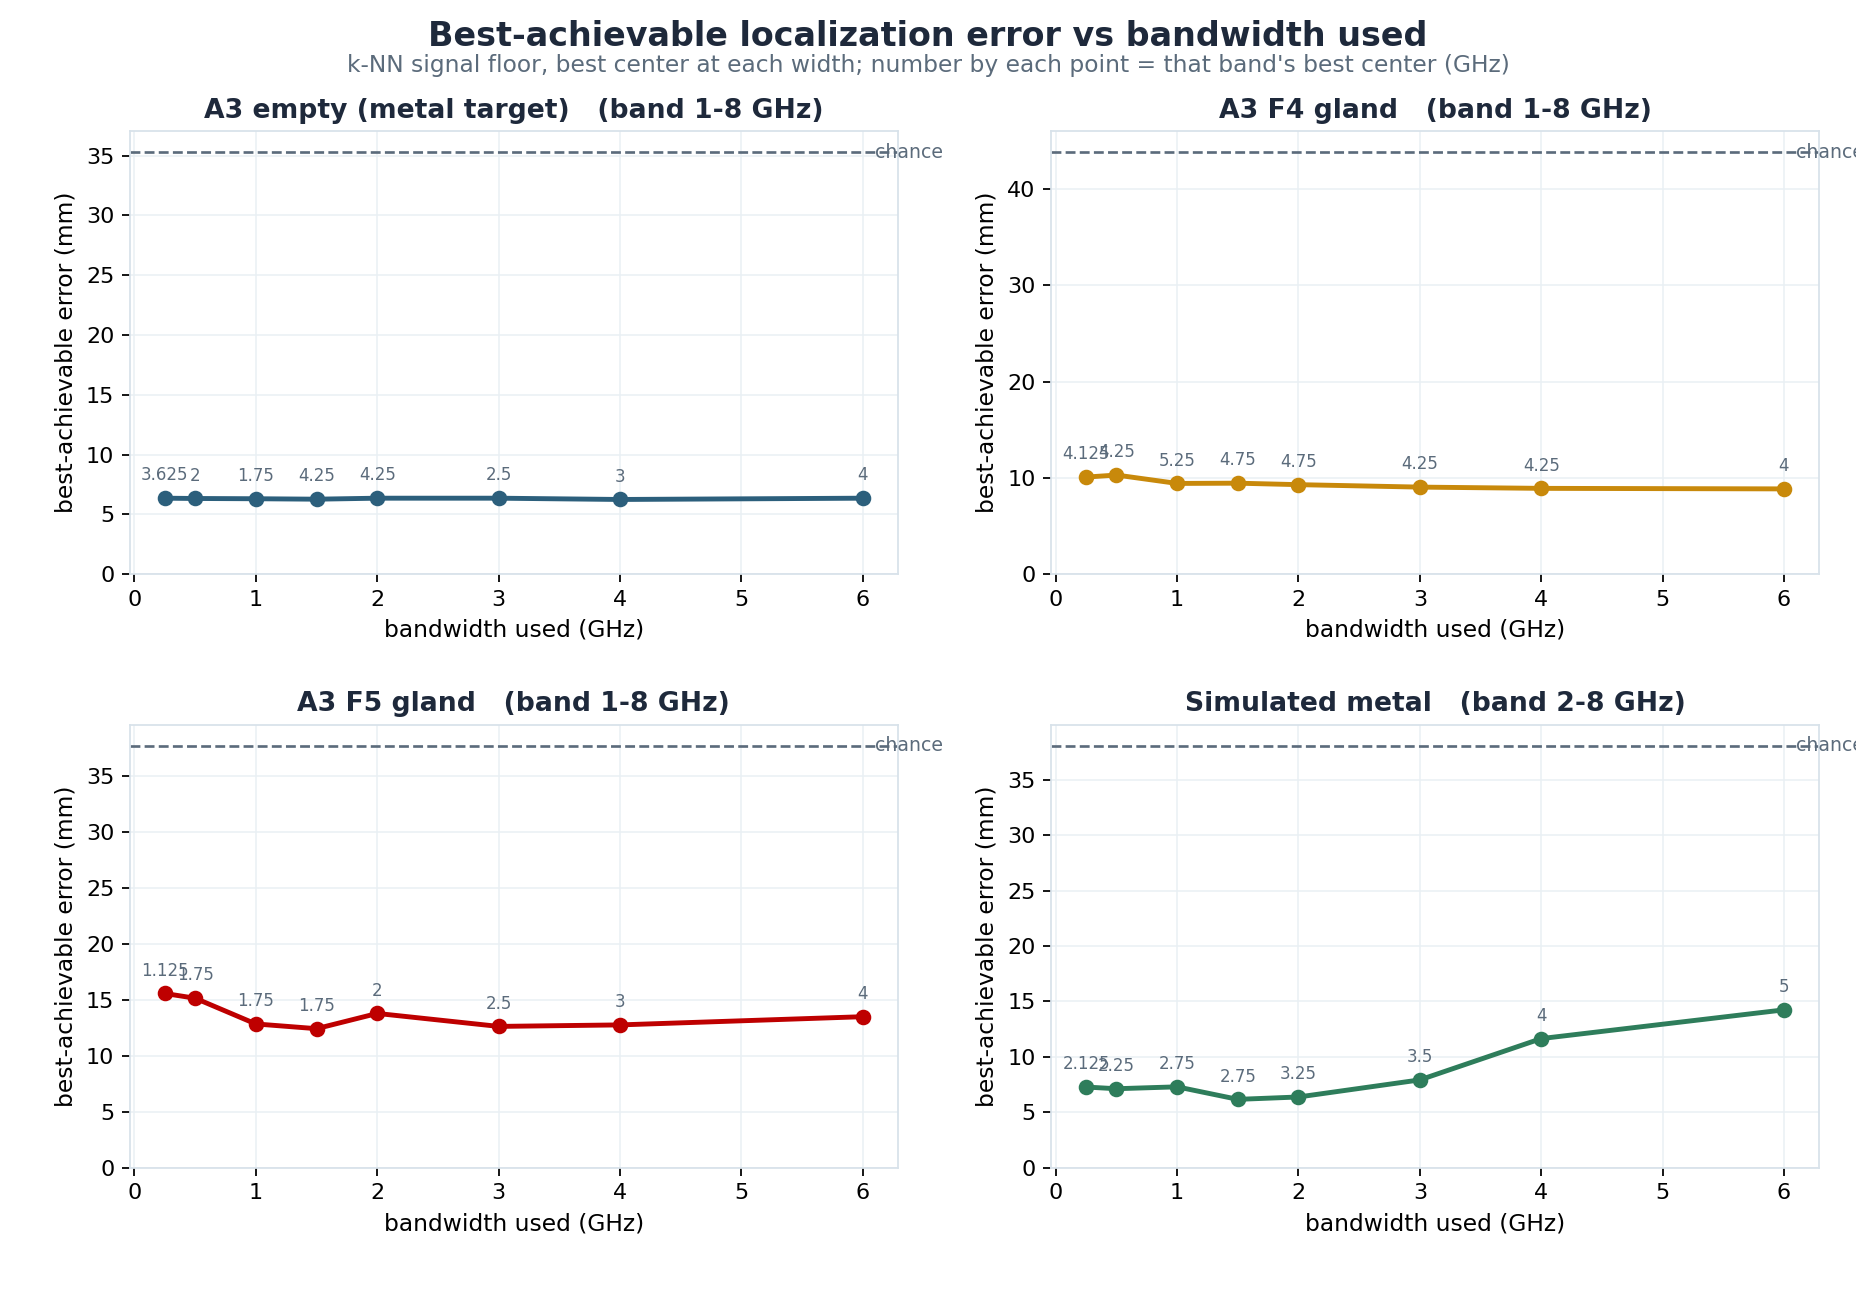 Best-achievable localization error vs bandwidth used
k-NN signal floor, best center at each width; number by each point = that band's best center (GHz)
A3 empty (metal target) (band 1-8 GHz)
best-achievable error (mm)
35
30
25
20
15
10
5
0
chance
3.625 2 1.75 4.25 4.25 2.5 3 4
0 1 2 3 4 5 6
bandwidth used (GHz)
A3 F4 gland (band 1-8 GHz)
best-achievable error (mm)
40
30
20
10
0
chance
4.125 4.25 5.25 4.75 4.75 4.25 4.25 4
0 1 2 3 4 5 6
bandwidth used (GHz)
A3 F5 gland (band 1-8 GHz)
best-achievable error (mm)
35
30
25
20
15
10
5
0
chance
1.125 1.75 1.75 1.75 2 2.5 3 4
0 1 2 3 4 5 6
bandwidth used (GHz)
Simulated metal (band 2-8 GHz)
best-achievable error (mm)
35
30
25
20
15
10
5
0
chance
2.125 2.25 2.75 2.75 3.25 3.5 4 5
0 1 2 3 4 5 6
bandwidth used (GHz)